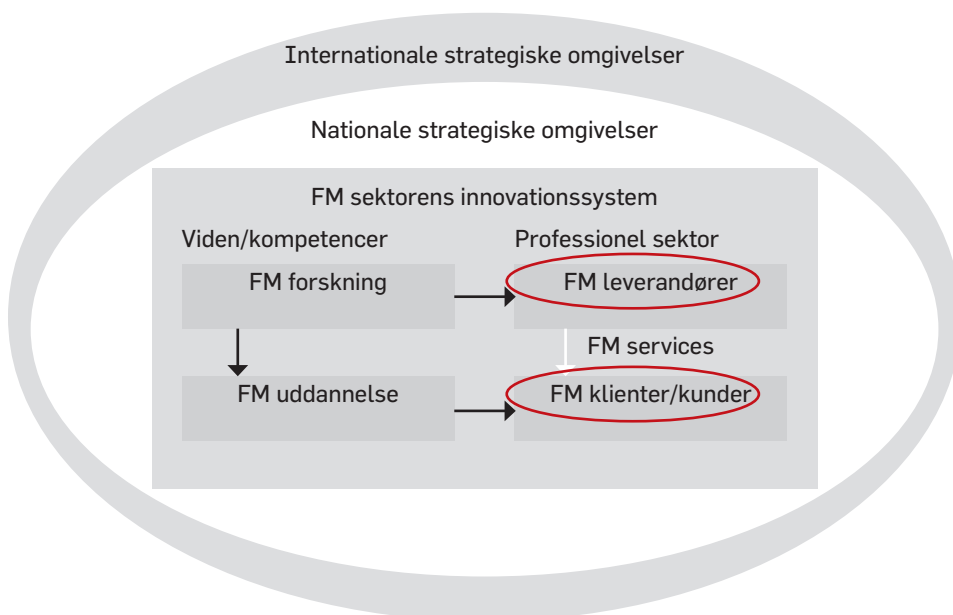 Internationale strategiske omgivelser
Nationale strategiske omgivelser
FM sektorens innovationssystem
Viden/kompetencer
Professionel sektor
FM forskning
FM leverandører
FM services
FM uddannelse
FM klienter/kunder